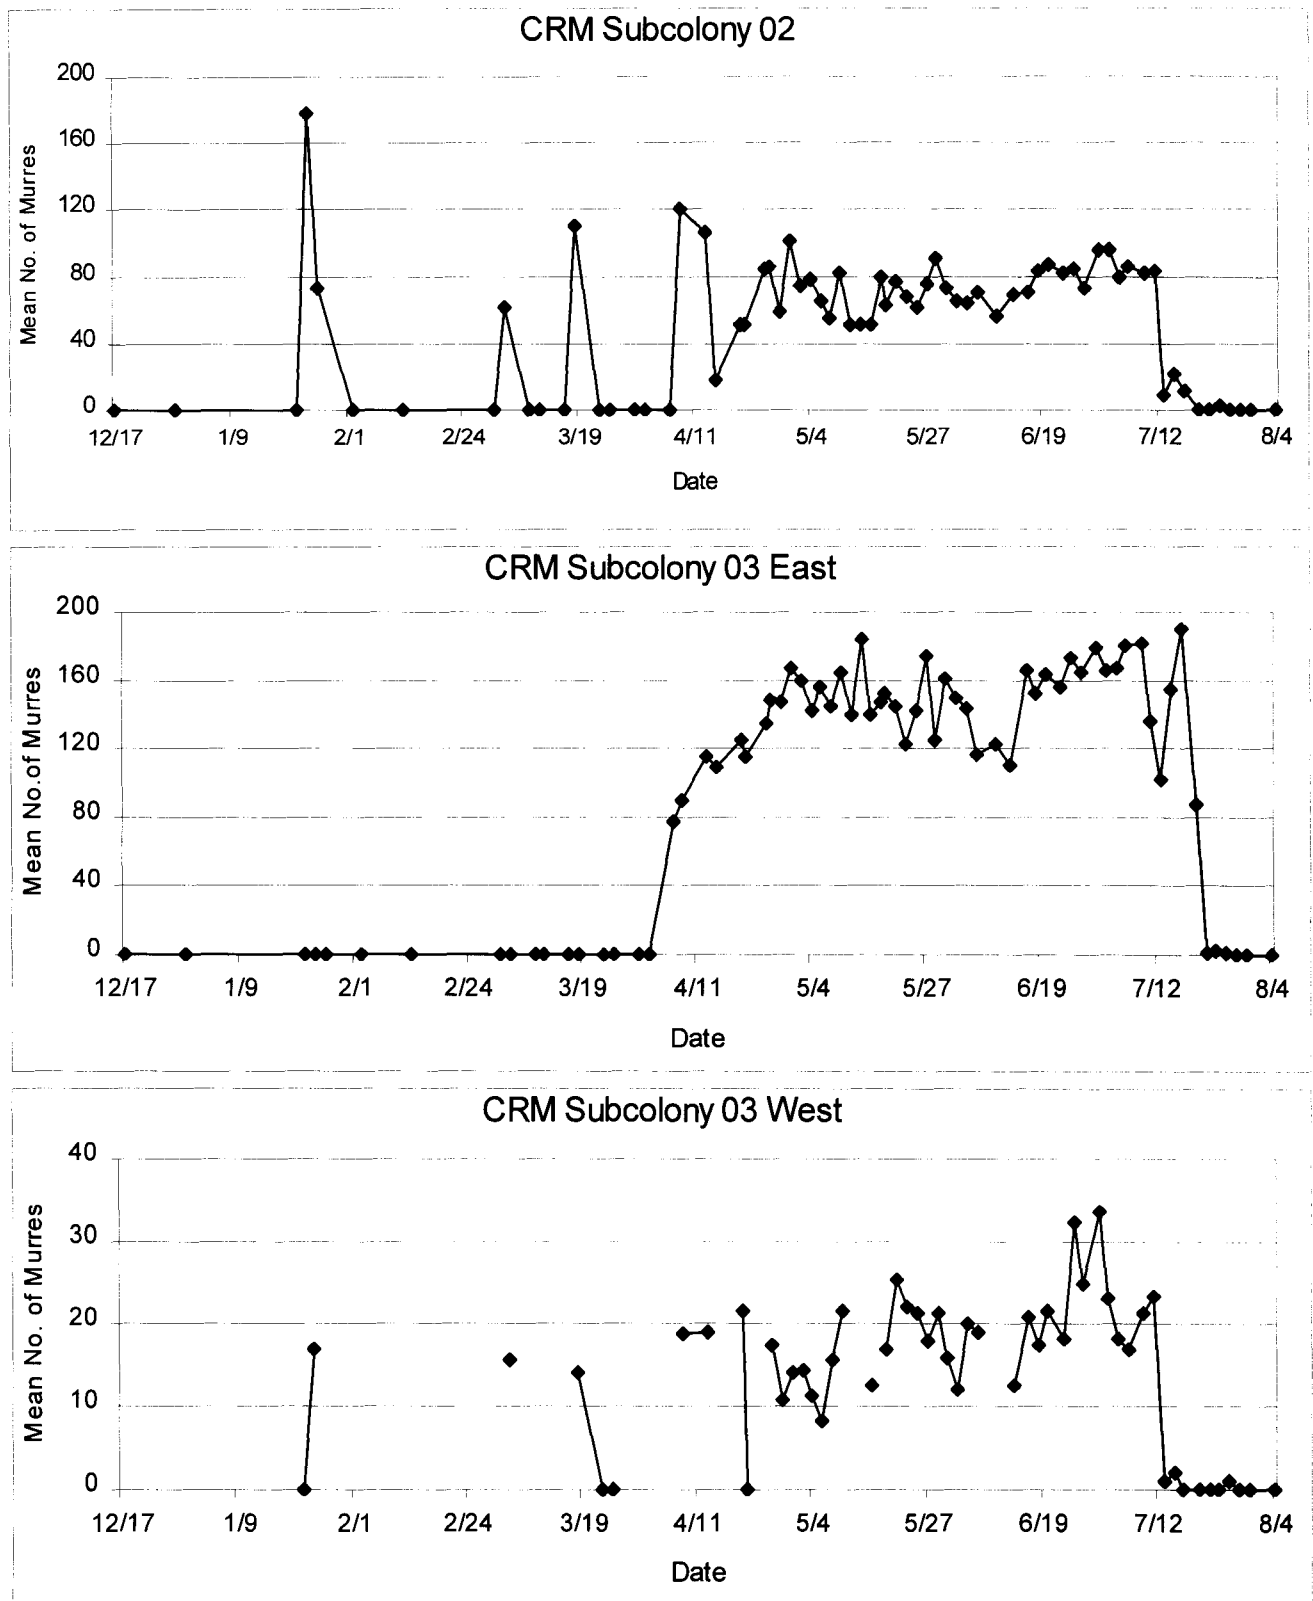 CRM Subcolony 02
200
160
120
80
40
0
Mean No. of Murres
12/17 1/9 2/1 2/24 3/19 4/11 5/4 5/27 6/19 7/12 8/4
Date
CRM Subcolony 03 East
200
160
120
80
40
0
Mean No.of Murres
12/17 1/9 2/1 2/24 3/19 4/11 5/4 5/27 6/19 7/12 8/4
Date
CRM Subcolony 03 West
40
30
20
10
0
Mean No. of Murres
12/17 1/9 2/1 2/24 3/19 4/11 5/4 5/27 6/19 7/12 8/4
Date